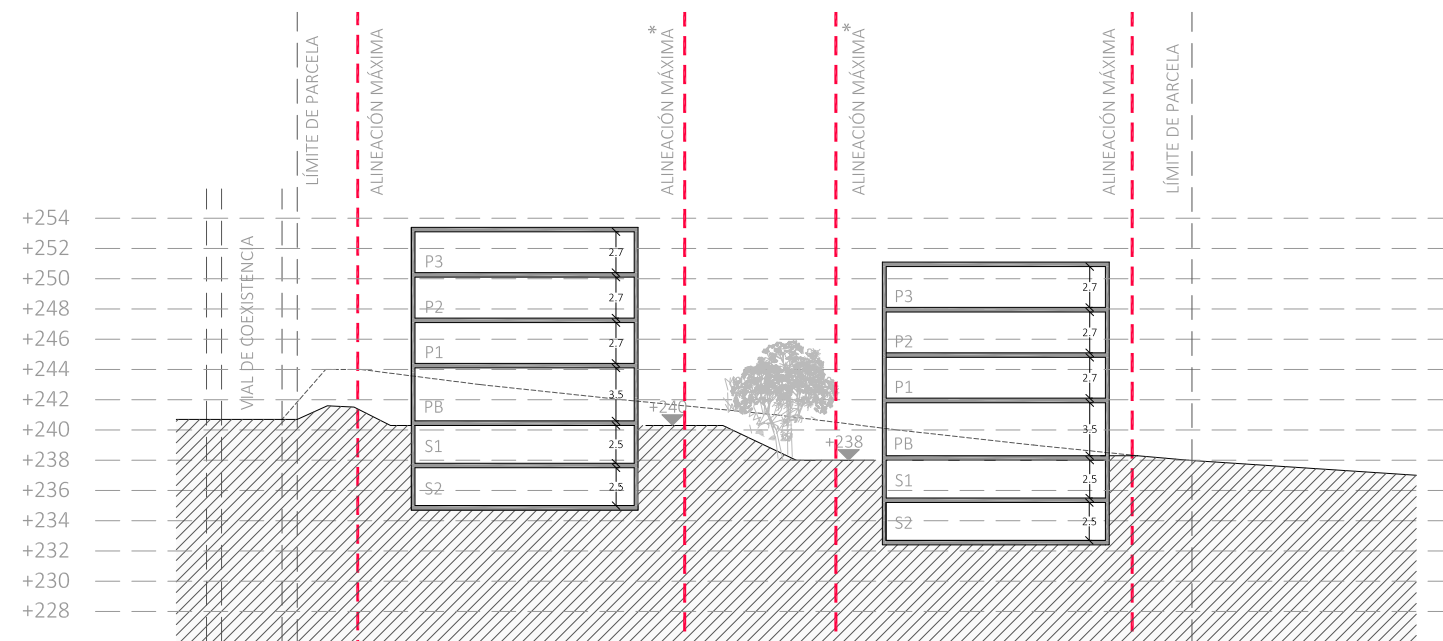 LÍMITE DE PARCELA
ALINEACIÓN MÁXIMA
*
ALINEACIÓN MÁXIMA
*
ALINEACIÓN MÁXIMA
ALINEACIÓN MÁXIMA
LÍMITE DE PARCELA
VIAL DE COEXISTENCIA
+254
+252
+250
+248
+246
+244
+242
+240
+238
+236
+234
+232
+230
+228
P3
2.7
P2
2.7
P1
2.7
PB
3.5
S1
2.5
S2
2.5
+240
+238
P3
2.7
P2
2.7
P1
2.7
PB
3.5
S1
2.5
S2
2.5